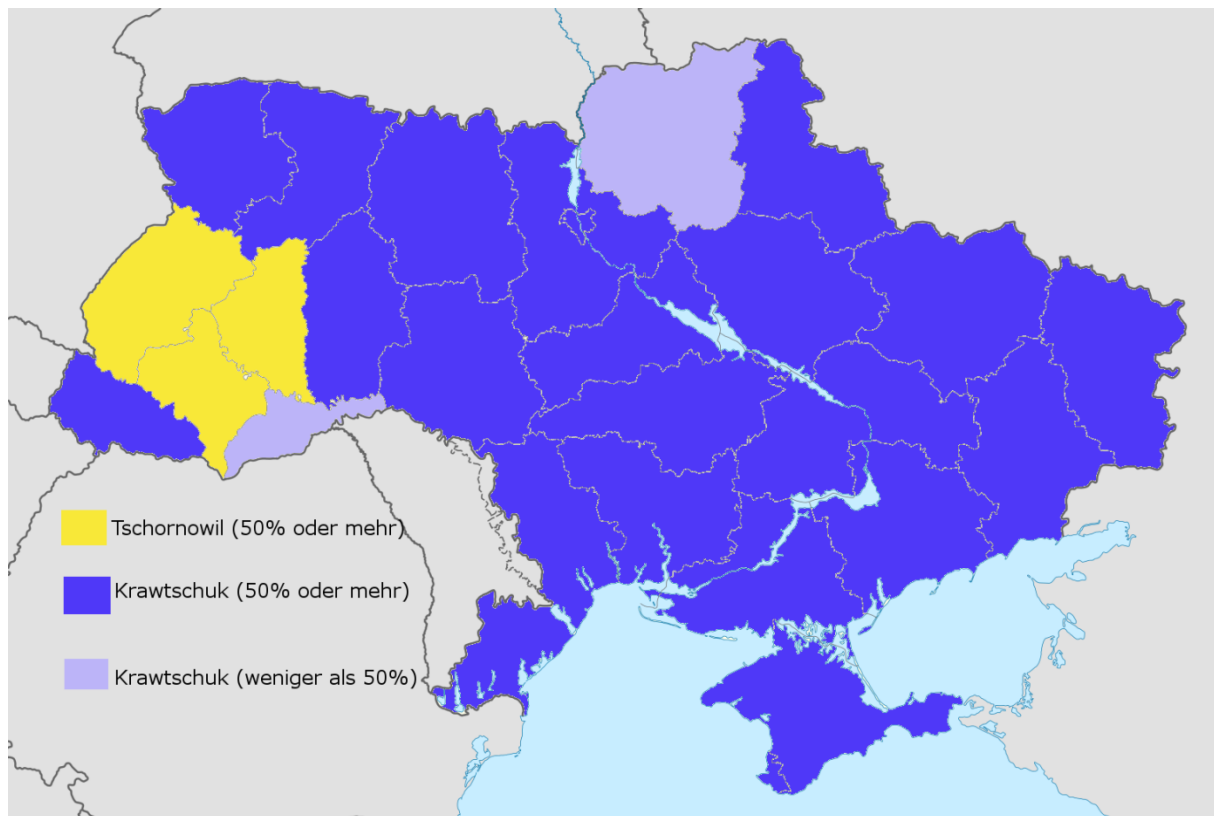 Tschornowil (50% oder mehr)
Krawtschuk (50% oder mehr)
Krawtschuk (weniger als 50%)